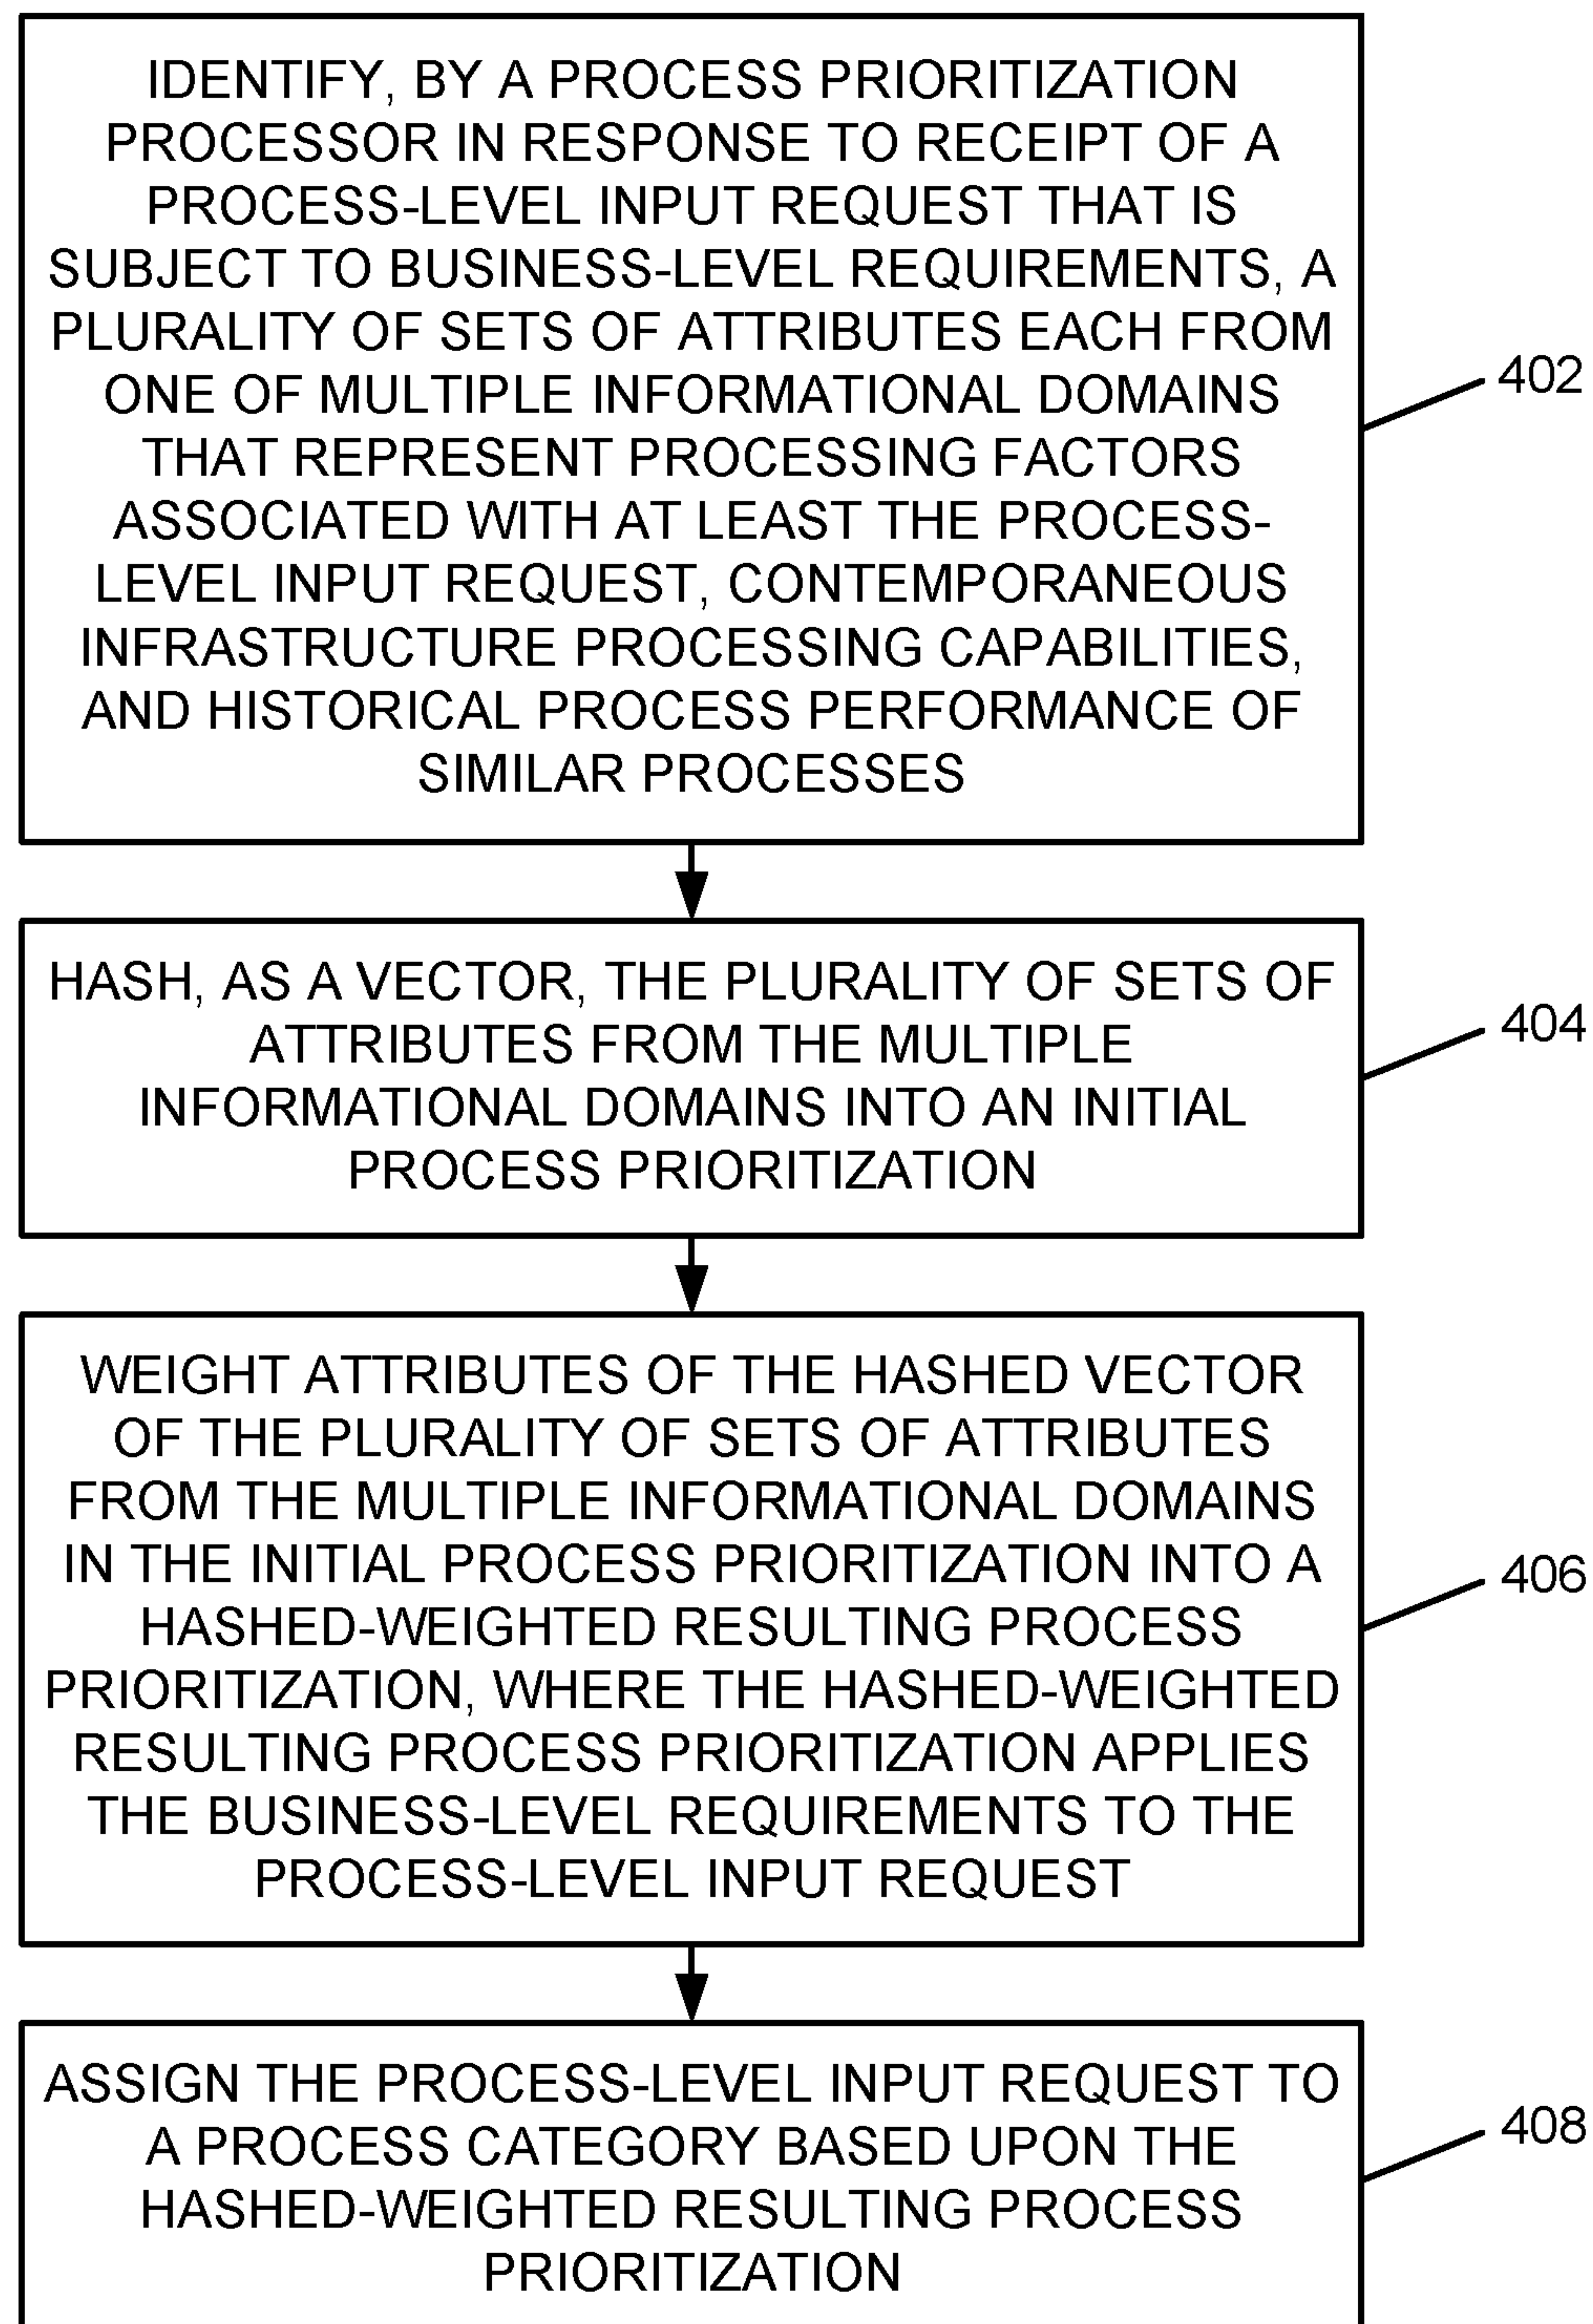 IDENTIFY, BY A PROCESS PRIORITIZATION
PROCESSOR IN RESPONSE TO RECEIPT OF A
PROCESS-LEVEL INPUT REQUEST THAT IS
SUBJECT TO BUSINESS-LEVEL REQUIREMENTS, A
PLURALITY OF SETS OF ATTRIBUTES EACH FROM
ONE OF MULTIPLE INFORMATIONAL DOMAINS
THAT REPRESENT PROCESSING FACTORS
ASSOCIATED WITH AT LEAST THE PROCESS-
LEVEL INPUT REQUEST, CONTEMPORANEOUS
INFRASTRUCTURE PROCESSING CAPABILITIES,
AND HISTORICAL PROCESS PERFORMANCE OF
SIMILAR PROCESSES
402
HASH, AS A VECTOR, THE PLURALITY OF SETS OF
ATTRIBUTES FROM THE MULTIPLE
INFORMATIONAL DOMAINS INTO AN INITIAL
PROCESS PRIORITIZATION
404
WEIGHT ATTRIBUTES OF THE HASHED VECTOR
OF THE PLURALITY OF SETS OF ATTRIBUTES
FROM THE MULTIPLE INFORMATIONAL DOMAINS
IN THE INITIAL PROCESS PRIORITIZATION INTO A
HASHED-WEIGHTED RESULTING PROCESS
PRIORITIZATION, WHERE THE HASHED-WEIGHTED
RESULTING PROCESS PRIORITIZATION APPLIES
THE BUSINESS-LEVEL REQUIREMENTS TO THE
PROCESS-LEVEL INPUT REQUEST
406
ASSIGN THE PROCESS-LEVEL INPUT REQUEST TO
A PROCESS CATEGORY BASED UPON THE
HASHED-WEIGHTED RESULTING PROCESS
PRIORITIZATION
408